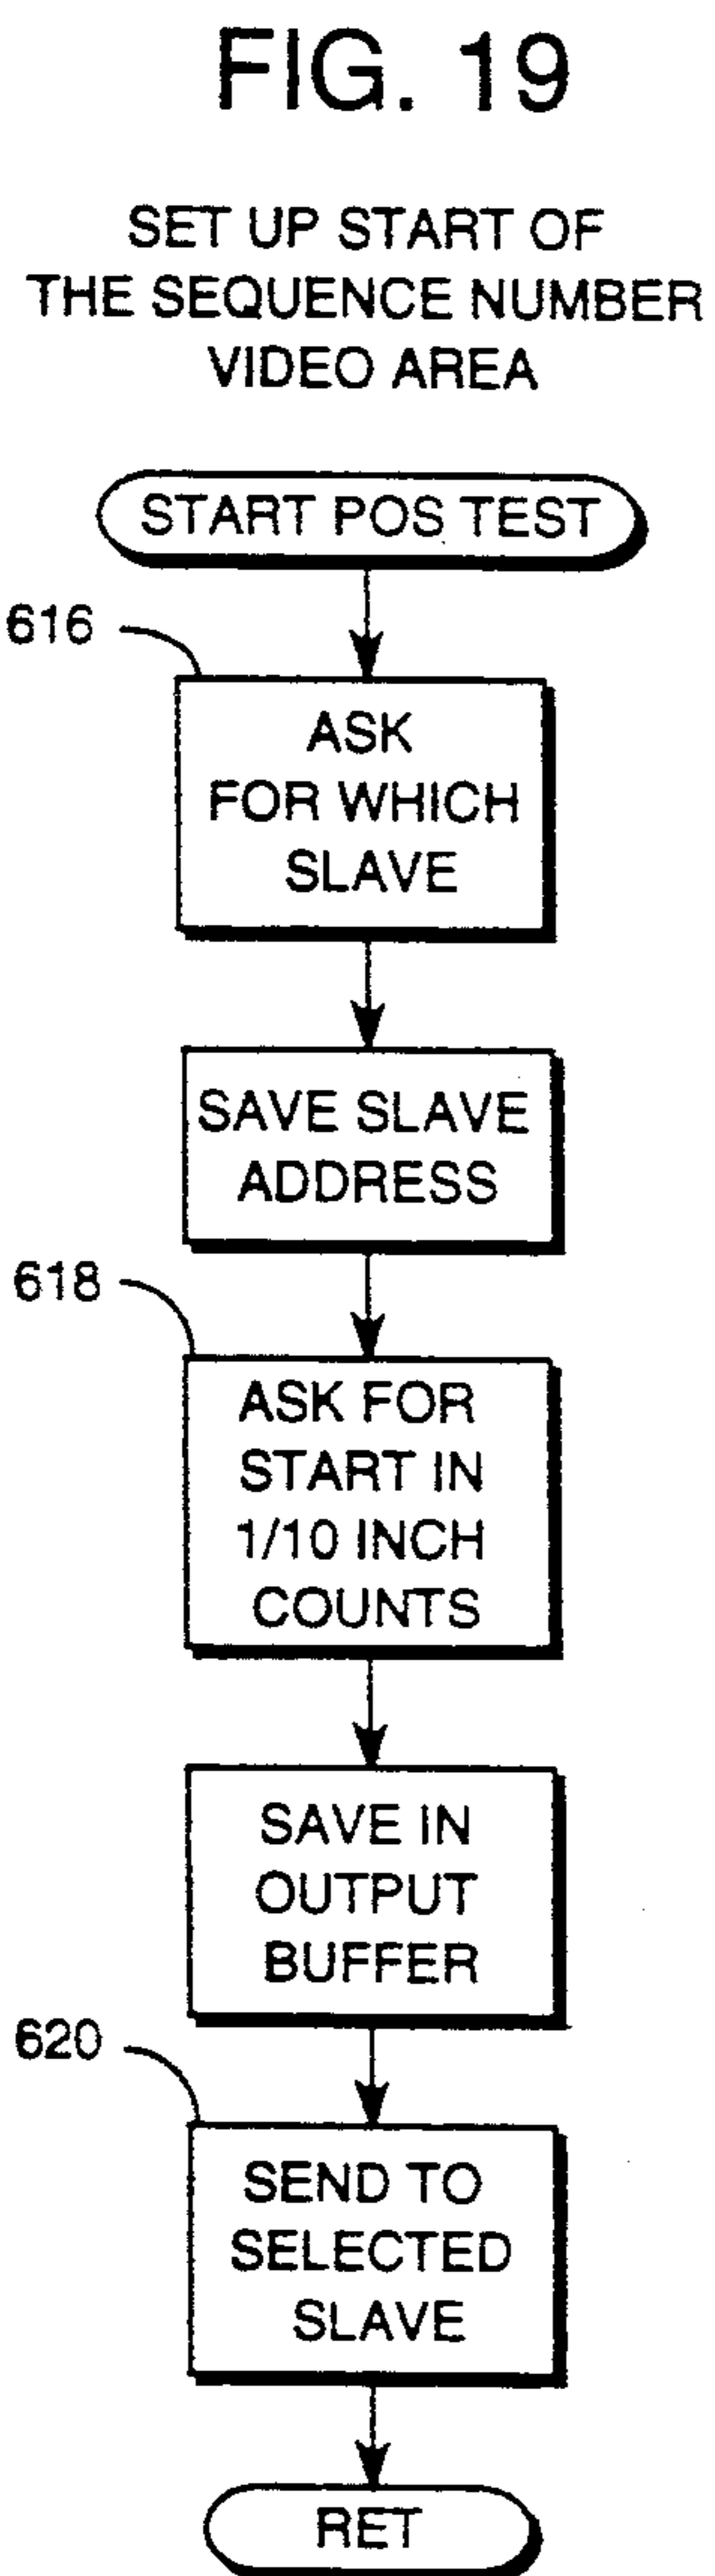 FIG. 19
SET UP START OF
THE SEQUENCE NUMBER
VIDEO AREA
START POS TEST
616
ASK
FOR WHICH
SLAVE
SAVE SLAVE
ADDRESS
618
ASK FOR
START IN
1/10 INCH
COUNTS
SAVE IN
OUTPUT
BUFFER
620
SEND TO
SELECTED
SLAVE
RET